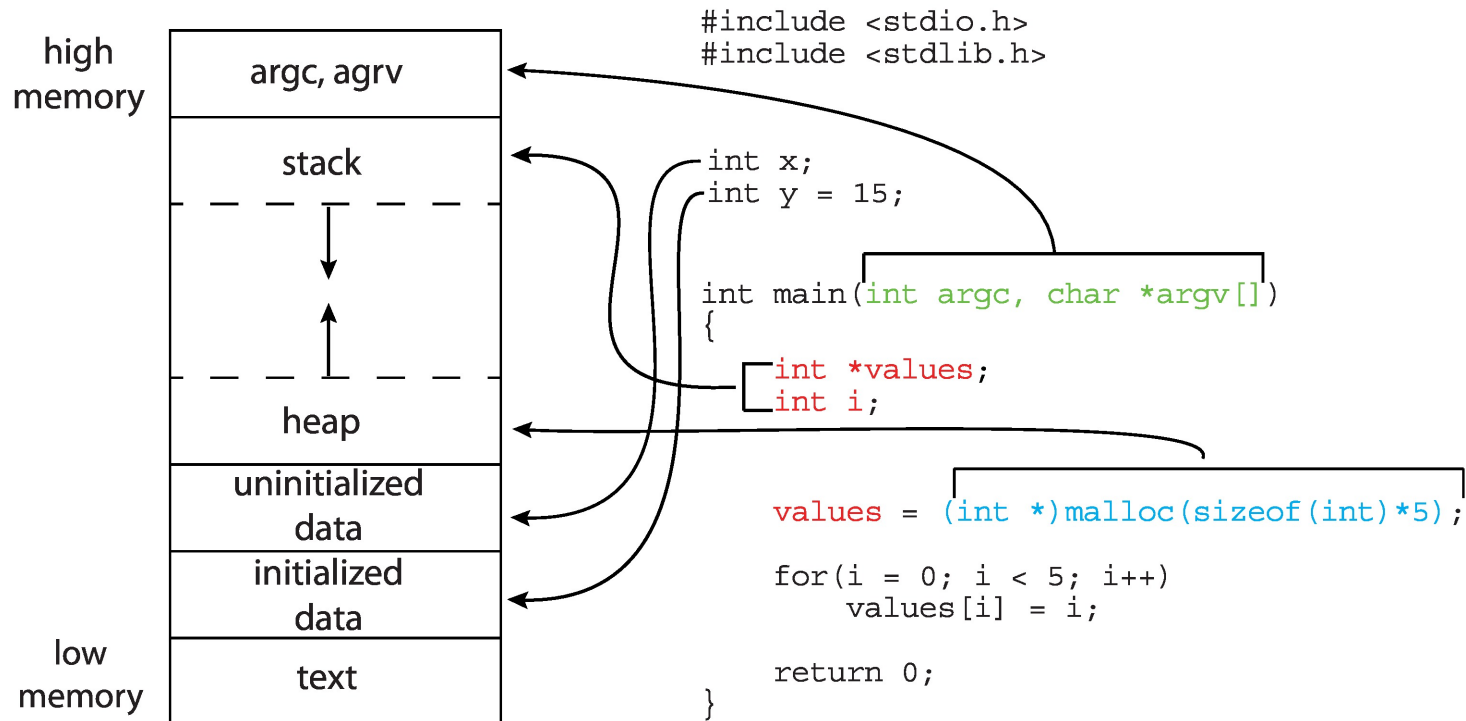 high
memory
argc, agrv
stack
heap
uninitialized
data
initialized
data
low
memory
text
#include <stdio.h>
#include <stdlib.h>
int x;
int y = 15;
int main(int argc, char *argv[])
{
int *values;
int i;
values = (int *)malloc(sizeof(int)*5);
for(i = 0; i < 5; i++)
values[i] = i;
return 0;
}